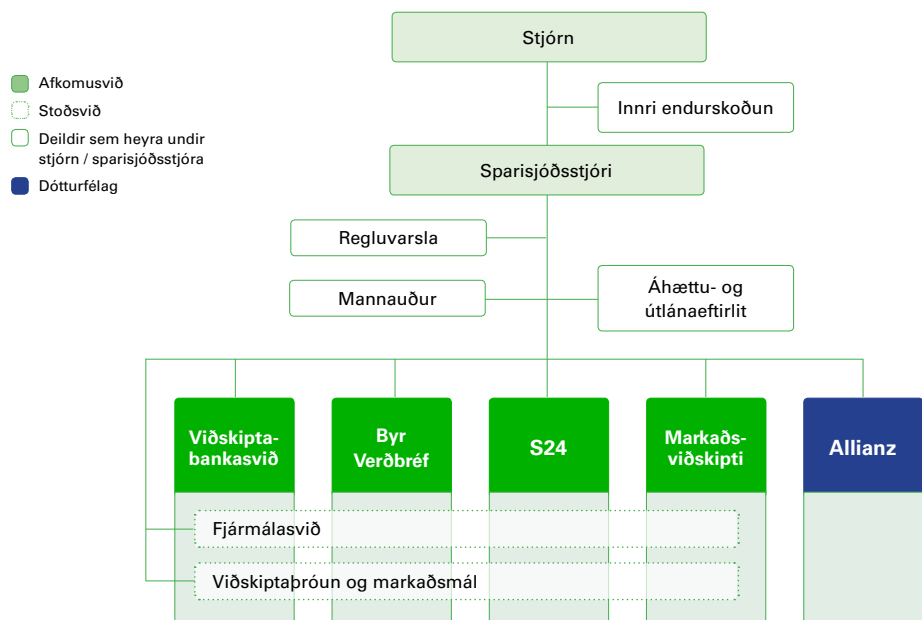 Stjórn
Afkomusvið
Stoðsvið
Deildir sem heyra undir
stjórn / sparisjóðsstjóra
Dótturfélag
Innri endurskoðun
Sparisjóðsstjóri
Regluvarsla
Mannauður
Áhættu- og
útlánaeftirlit
Viðskipta-
bankasvið
Byr
Verðbréf
S24
Markaðs-
viðskipti
Allianz
Fjármálasvið
Viðskiptaþróun og markaðsmál